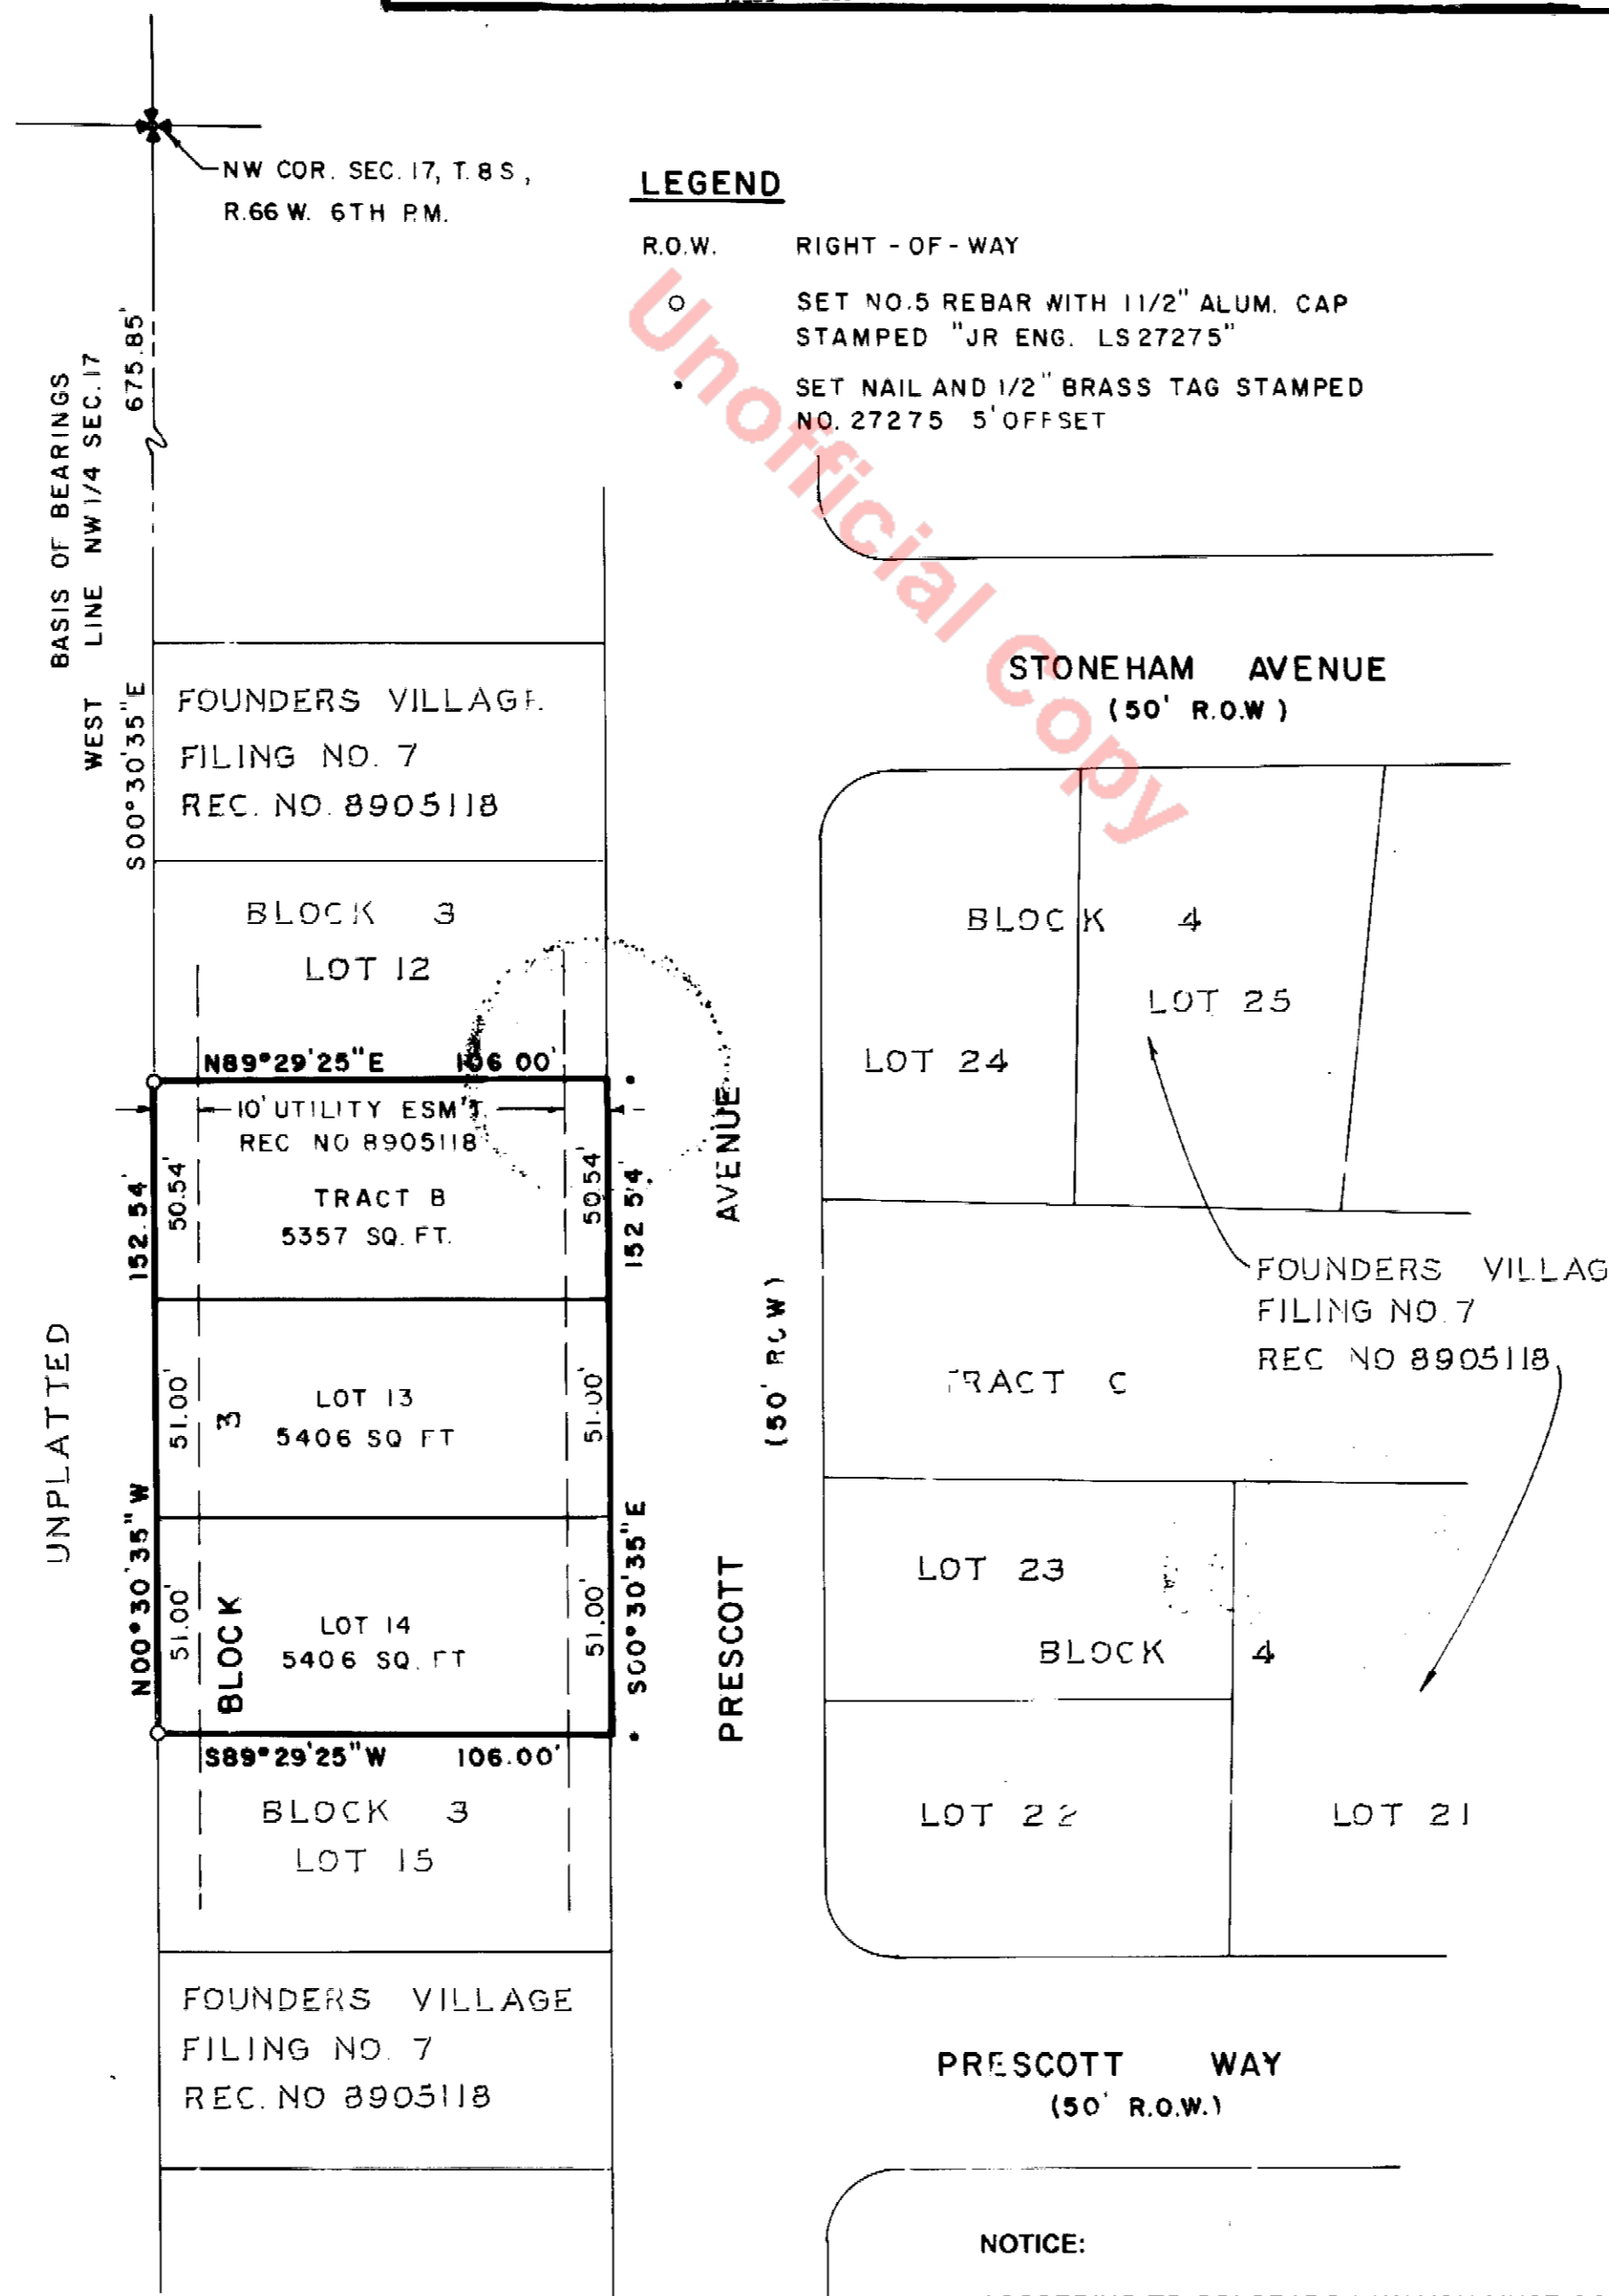 NW COR. SEC. 17, T. 8 S,
R. 66 W. 6TH P.M.
LEGEND
R.O.W. RIGHT - OF - WAY
SET NO.5 REBAR WITH 1 1/2" ALUM. CAP
STAMPED "JR ENG. LS 27275"
SET NAIL AND 1/2" BRASS TAG STAMPED
NO. 27275 5' OFFSET
Unofficial Copy
BASIS OF BEARINGS
WEST LINE NW 1/4 SEC. 17
S00°30'35"E 675.85'
STONEHAM AVENUE
(50' R.O.W)
FOUNDERS VILLAGE
FILING NO. 7
REC. NO. 8905118
BLOCK 3
LOT 12
BLOCK 4
LOT 25
LOT 24
N89°29'25"E 106.00'
10' UTILITY ESM'T.
REC NO 8905118
TRACT B
5357 SQ. FT.
50.54'
50.54'
152.54'
152.54'
LOT 13
5406 SQ FT
51.00'
51.00'
LOT 14
5406 SQ. FT
51.00'
51.00'
BLOCK 3
N00°30'35"W
S00°30'35"E
UNPLATTED
PRESCOTT AVENUE
(50' ROW)
S89°29'25"W 106.00'
BLOCK 3
LOT 15
FOUNDERS VILLAG
FILING NO. 7
REC NO 8905118
TRACT C
LOT 23
BLOCK 4
LOT 22
LOT 21
FOUNDERS VILLAGE
FILING NO. 7
REC. NO 8905118
PRESCOTT WAY
(50' R.O.W.)
NOTICE: